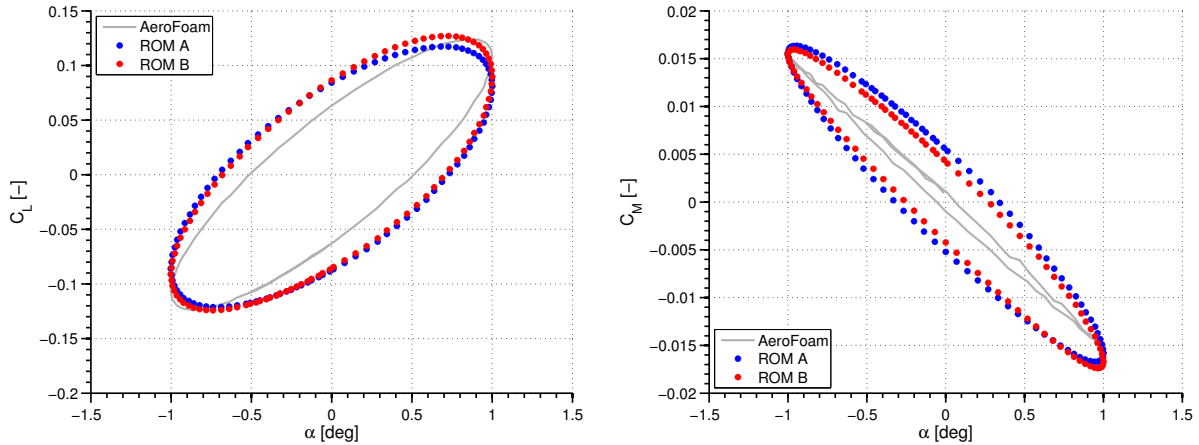 0.15
0.1
0.05
0
−0.05
−0.1
−0.15
−0.2
C_L [−]
−1.5 −1 −0.5 0 0.5 1 1.5
α [deg]
AeroFoam
ROM A
ROM B
0.02
0.015
0.01
0.005
0
−0.005
−0.01
−0.015
−0.02
C_M [−]
−1.5 −1 −0.5 0 0.5 1 1.5
α [deg]
AeroFoam
ROM A
ROM B